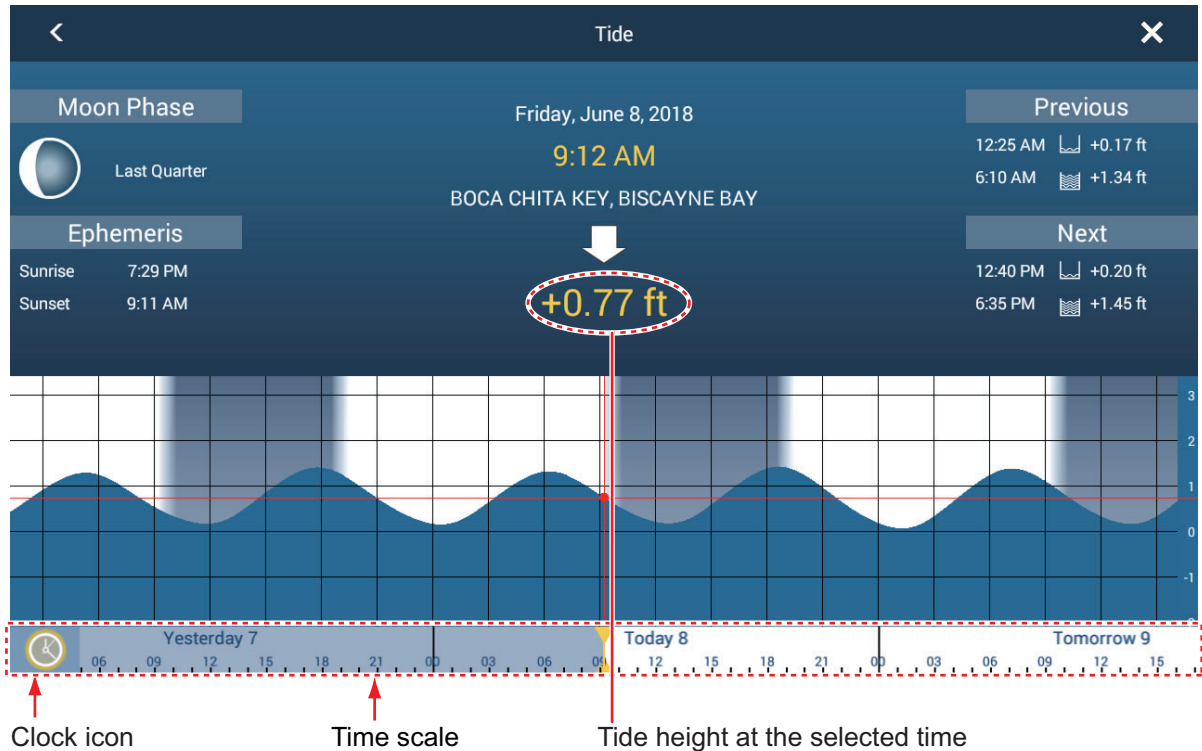 Tide
Moon Phase
Last Quarter
Ephemeris
Sunrise 7:29 PM
Sunset 9:11 AM
Friday, June 8, 2018
9:12 AM
BOCA CHITA KEY, BISCAYNE BAY
+0.77 ft
Previous
12:25 AM +0.17 ft
6:10 AM +1.34 ft
Next
12:40 PM +0.20 ft
6:35 PM +1.45 ft
3
2
1
0
-1
Yesterday 7 Today 8 Tomorrow 9
06 09 12 15 18 21 00 03 06 09 12 15 18 21 00 03 06 09 12 15
Clock icon Time scale Tide height at the selected time